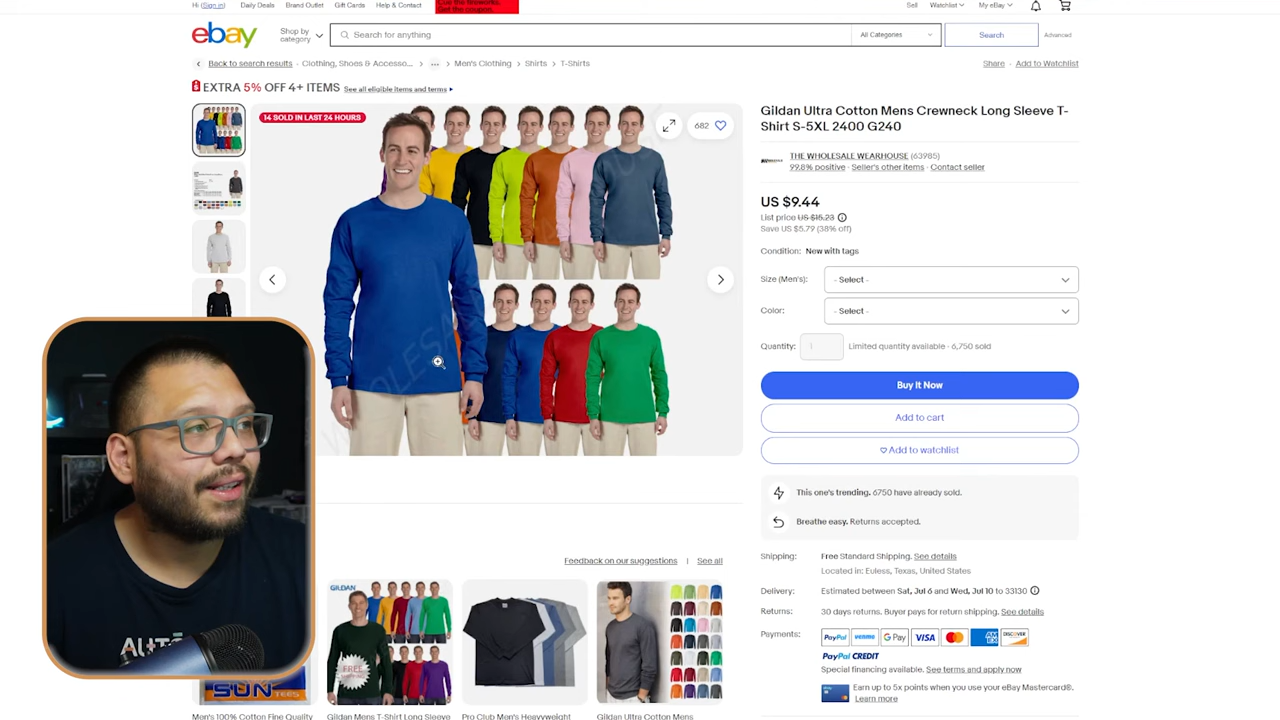 Hi (Sign in) Daily Deals Brand Outlet Gift Cards Help & Contact
Sell Watchlist My eBay
ebay
Shop by category
Search for anything
All Categories
Search
Advanced
Back to search results
Clothing, Shoes & Accesso...
...
Men's Clothing
Shirts
T-Shirts
Share
Add to Watchlist
EXTRA 5% OFF 4+ ITEMS See all eligible items and terms
14 SOLD IN LAST 24 HOURS
682
Gildan Ultra Cotton Mens Crewneck Long Sleeve T-
Shirt S-5XL 2400 G240
THE WHOLESALE WEARHOUSE (63985)
99.8% positive · Seller's other items · Contact seller
US $9.44
List price US $15.23
Save US $5.79 (38% off)
Condition: New with tags
Size (Men's): - Select -
Color: - Select -
Quantity: 1 Limited quantity available · 6,750 sold
Buy It Now
Add to cart
Add to watchlist
This one's trending. 6750 have already sold.
Breathe easy. Returns accepted.
Shipping: Free Standard Shipping. See details
Located in: Euless, Texas, United States
Delivery: Estimated between Sat, Jul 6 and Wed, Jul 10 to 33130
Returns: 30 days returns. Buyer pays for return shipping. See details
Payments: PayPal venmo G Pay VISA AM EX DISCOVER
PayPal CREDIT
Special financing available. See terms and apply now
Earn up to 5x points when you use your eBay Mastercard®.
Learn more
Feedback on our suggestions | See all
GILDAN
FREE
AUTO
SUN
TEES
Men's 100% Cotton Fine Quality
Gildan Mens T-Shirt Long Sleeve
Pro Club Men's Heavyweight
Gildan Ultra Cotton Mens